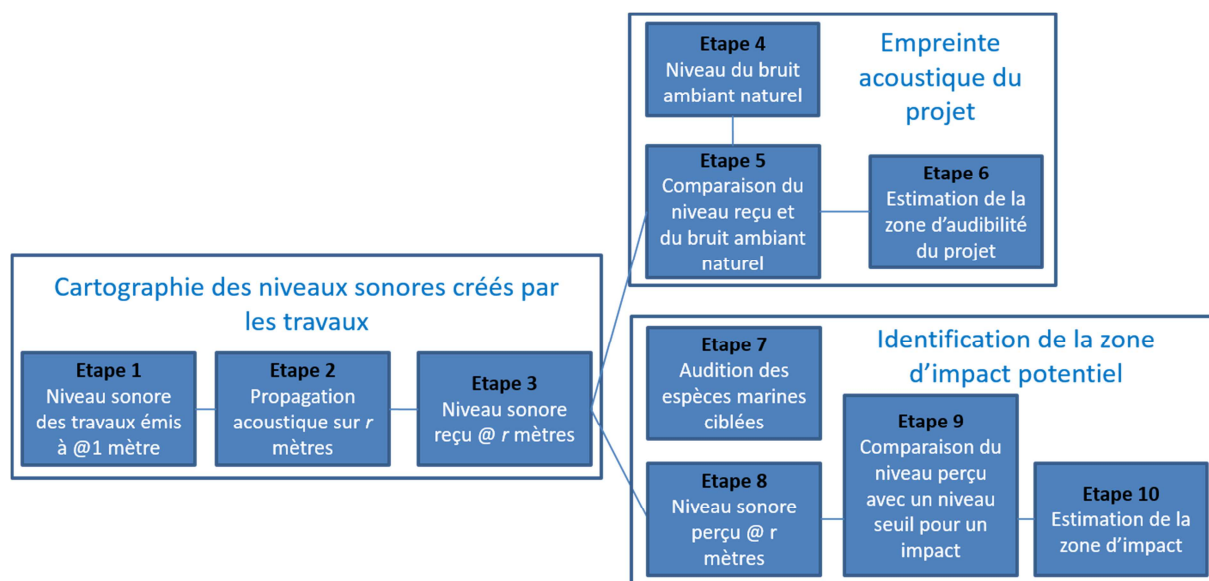 Cartographie des niveaux sonores créés par
les travaux
Etape 1
Niveau sonore
des travaux émis
à @1 mètre
Etape 2
Propagation
acoustique sur r
mètres
Etape 3
Niveau sonore
reçu @ r mètres
Empreinte
acoustique du
projet
Etape 4
Niveau du bruit
ambiant naturel
Etape 5
Comparaison du
niveau reçu et
du bruit ambiant
naturel
Etape 6
Estimation de la
zone d’audibilité
du projet
Identification de la zone
d’impact potentiel
Etape 7
Audition des
espèces marines
ciblées
Etape 8
Niveau sonore
perçu @ r
mètres
Etape 9
Comparaison du
niveau perçu
avec un niveau
seuil pour un
impact
Etape 10
Estimation de la
zone d’impact